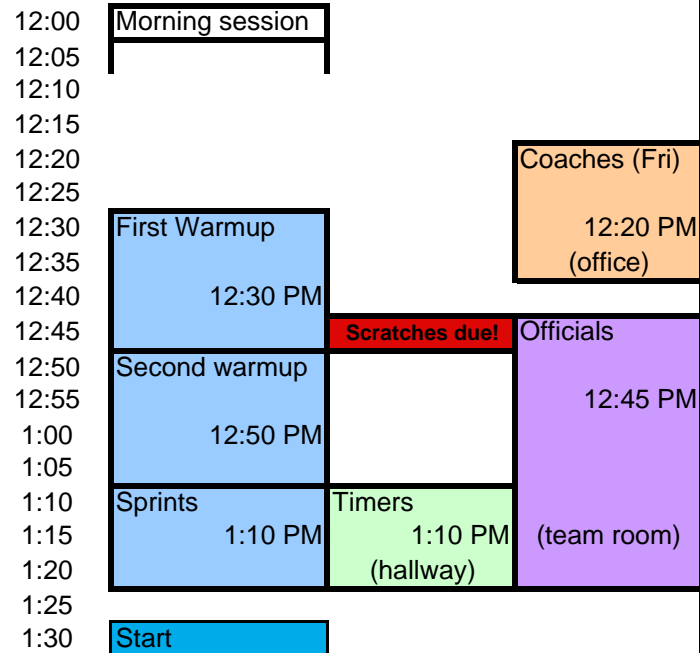 12:00 Morning session
12:05
12:10
12:15
12:20 Coaches (Fri)
12:25
12:30 First Warmup 12:20 PM
12:35 (office)
12:40 12:30 PM
12:45 Scratches due! Officials
12:50 Second warmup
12:55 12:45 PM
1:00 12:50 PM
1:05
1:10 Sprints Timers
1:15 1:10 PM 1:10 PM (team room)
1:20 (hallway)
1:25
1:30 Start